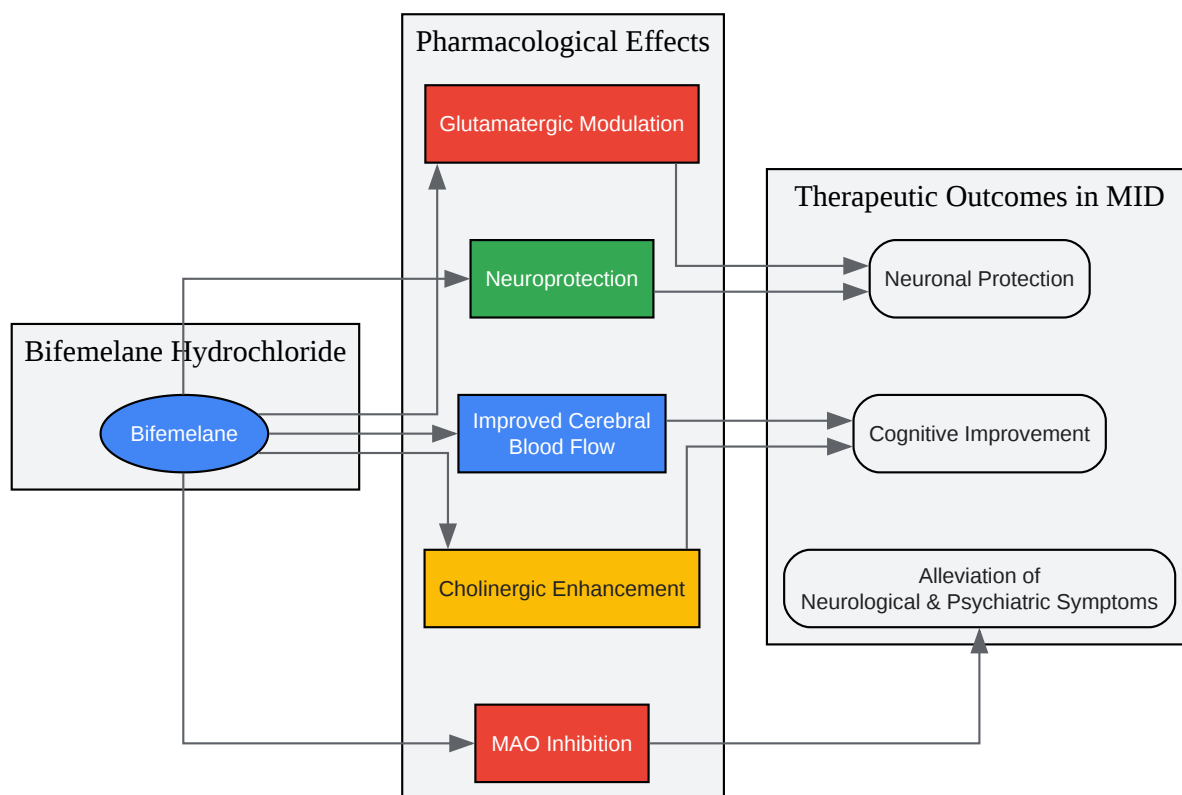 Bifemelane Hydrochloride
Bifemelane
Pharmacological Effects
Glutamatergic Modulation
Neuroprotection
Improved Cerebral
Blood Flow
Cholinergic Enhancement
MAO Inhibition
Therapeutic Outcomes in MID
Neuronal Protection
Cognitive Improvement
Alleviation of
Neurological & Psychiatric Symptoms